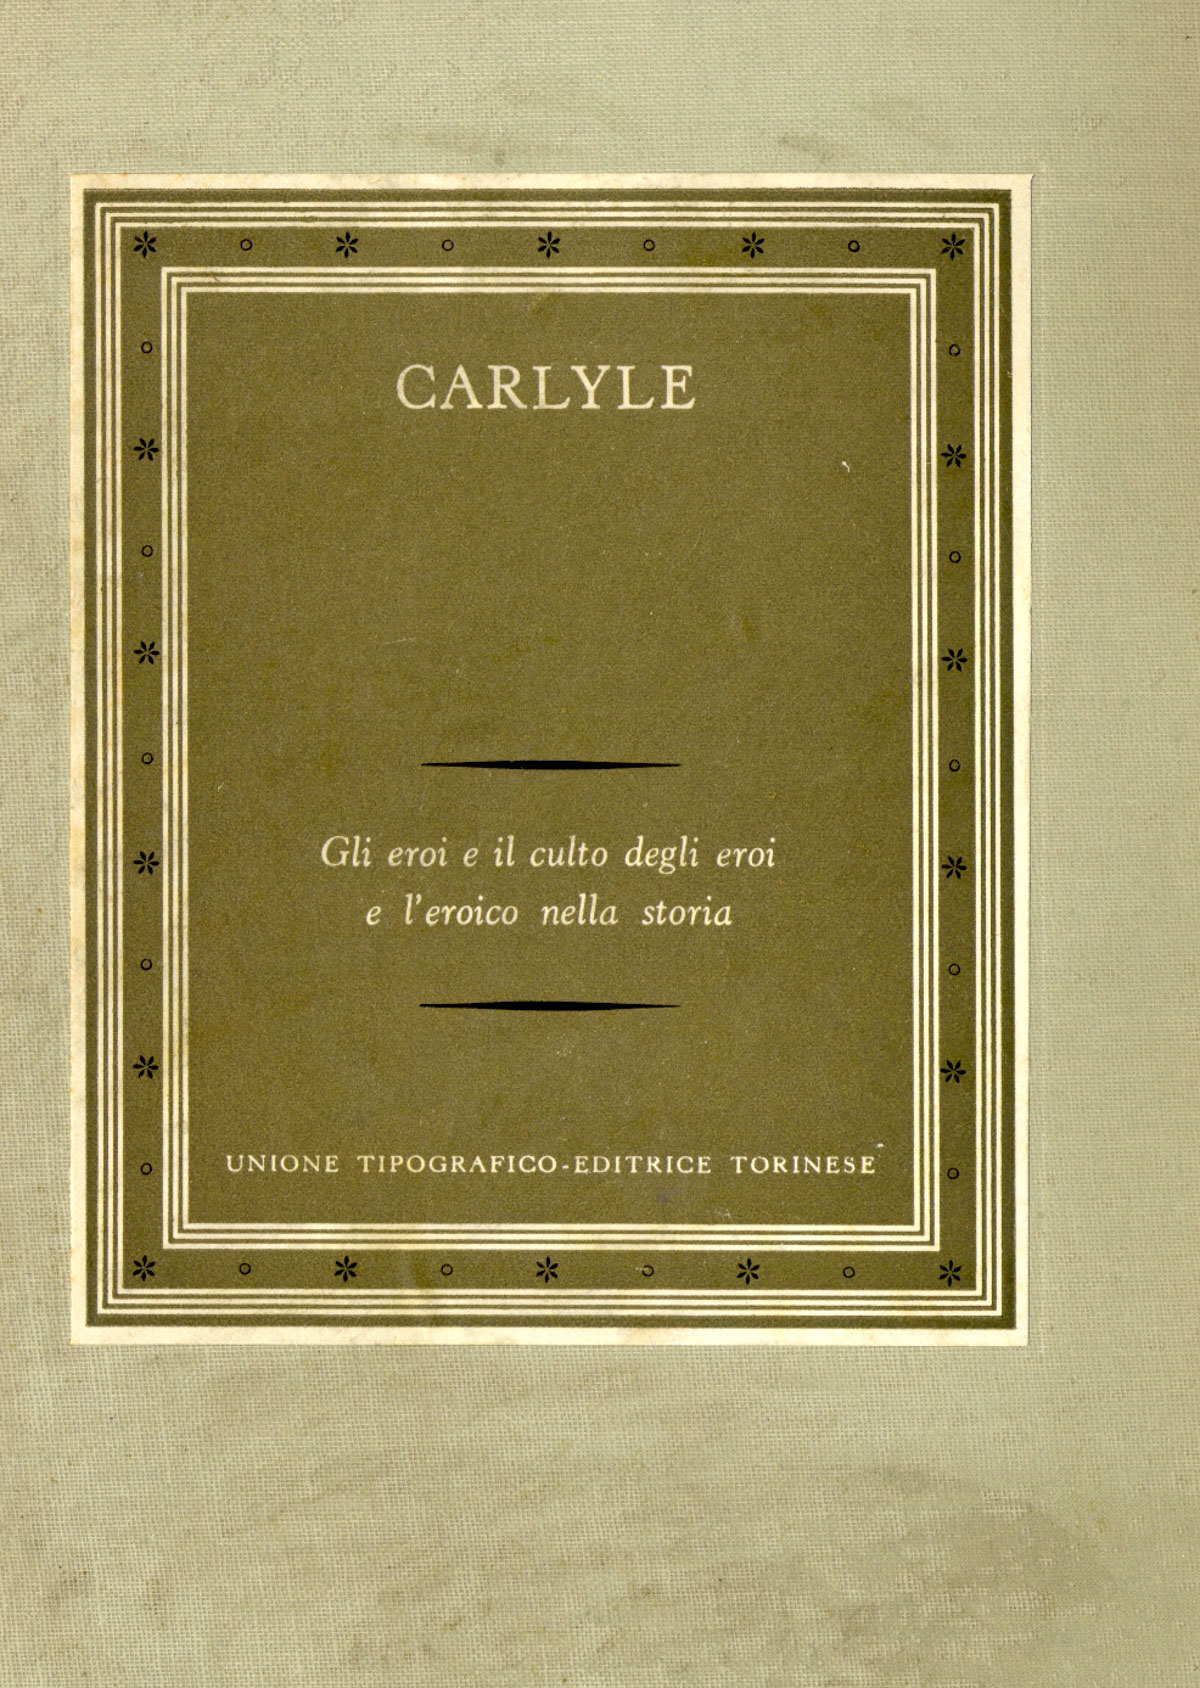 CARLYLE
Gli eroi e il culto degli eroi
e l'eroico nella storia
UNIONE TIPOGRAFICO-EDITRICE TORINESE